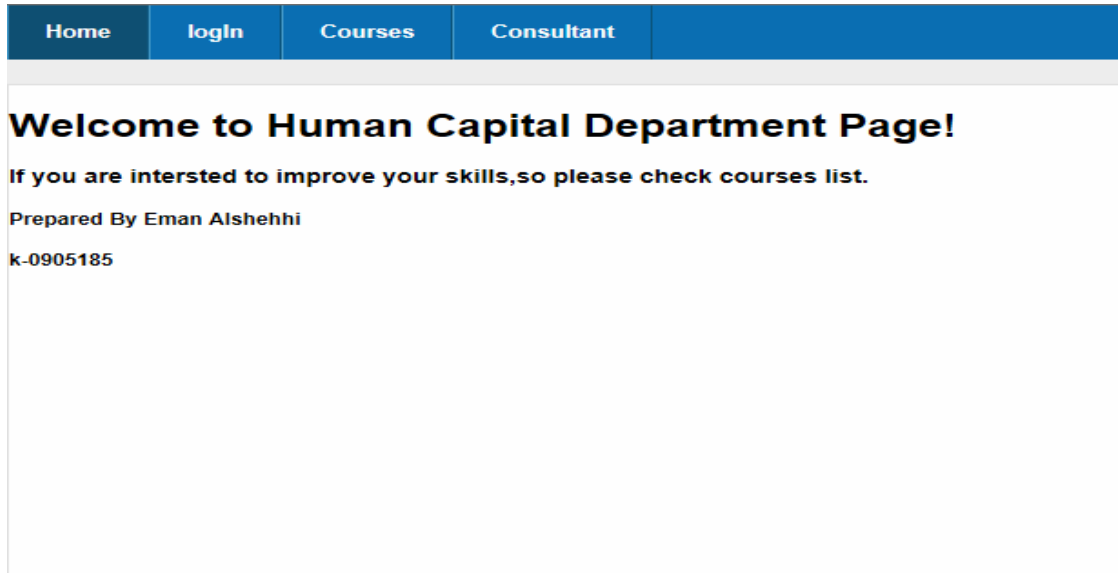 Home logIn Courses Consultant
Welcome to Human Capital Department Page!
If you are intersted to improve your skills,so please check courses list.
Prepared By Eman Alshehhi
k-0905185